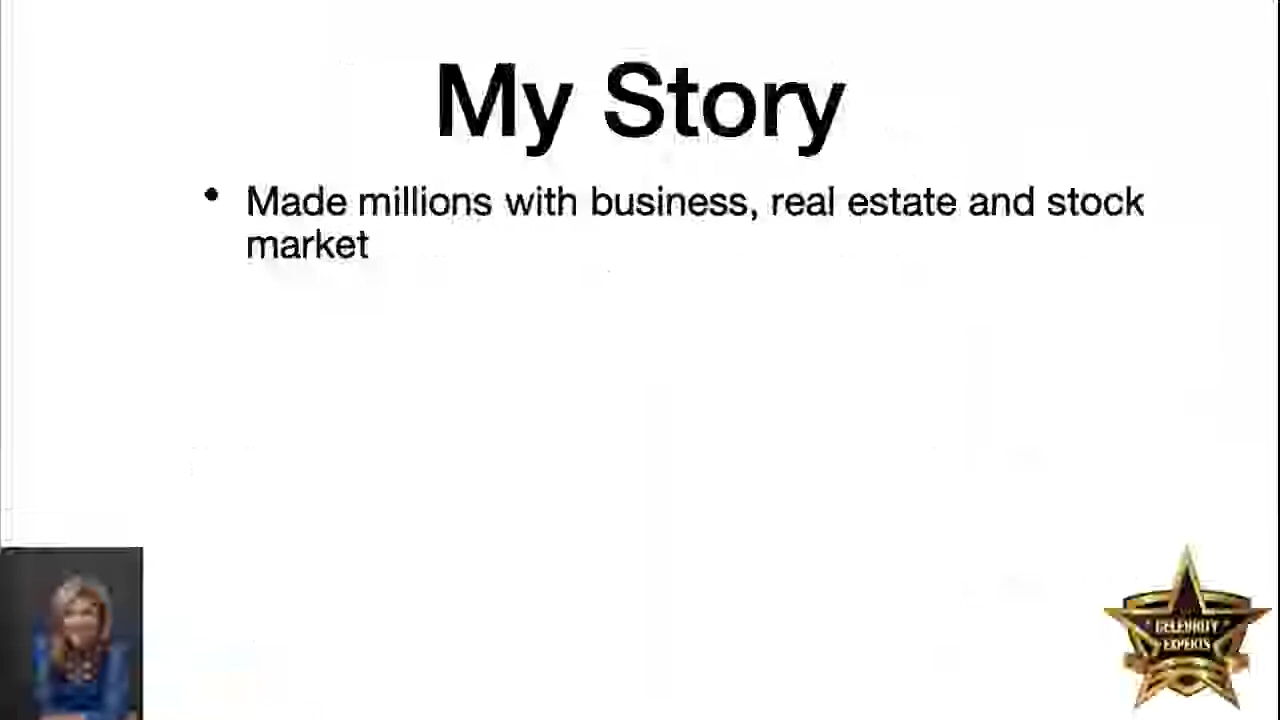 My Story
• Made millions with business, real estate and stock
market
CELEBRITY
EXPERTS